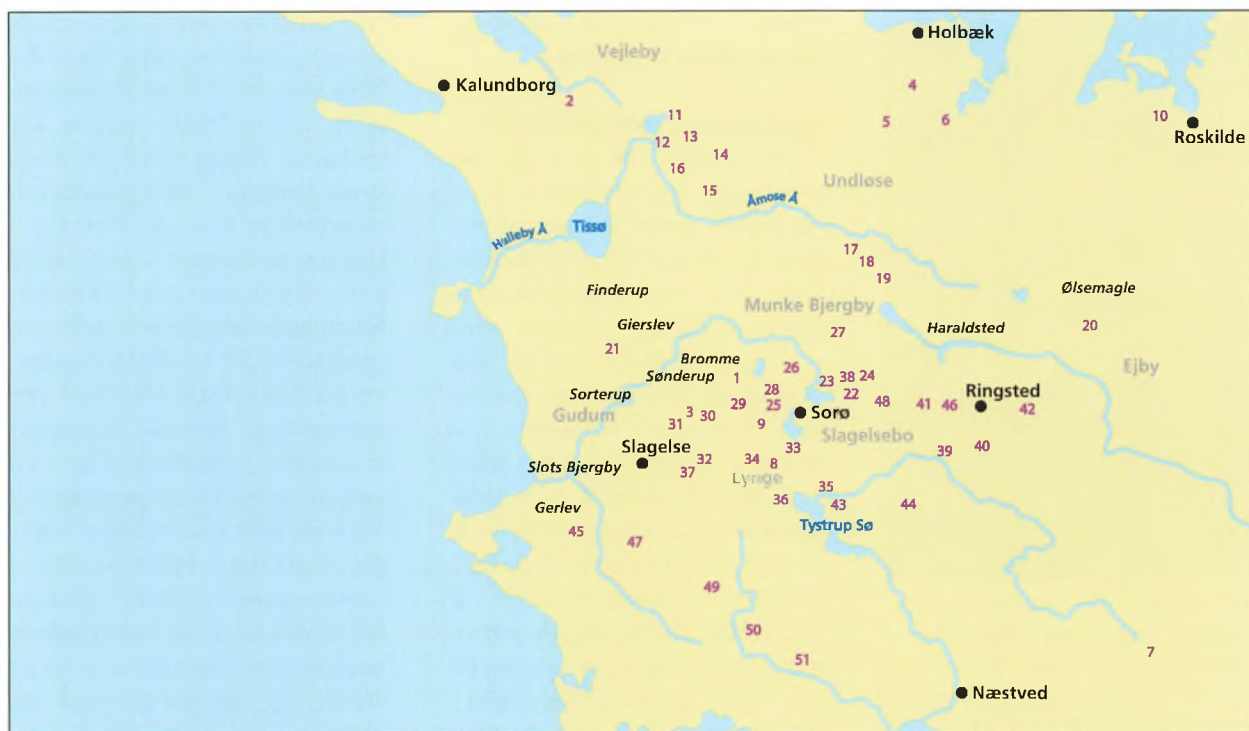 Holbæk
Vejleby
Kalundborg
4
2
11
5
6
10
Roskilde
12
13
14
16
15
Undløse
Åmose Å
Tissø
Halleby Å
17
18
19
Finderup
Ølsemagle
Munke Bjergby
Gierslev
27
Haraldsted
20
21
Bromme
26
Ejby
Sønderup
1
23
38
24
28
22
Sorterup
29
25
48
41
46
Ringsted
42
Gudum
3
30
Sorø
31
9
Slagelsebo
Slagelse
33
39
40
Slots Bjergby
32
34
8
37
Lynge
35
36
43
44
Gerlev
Tystrup Sø
45
47
49
50
51
7
Næstved